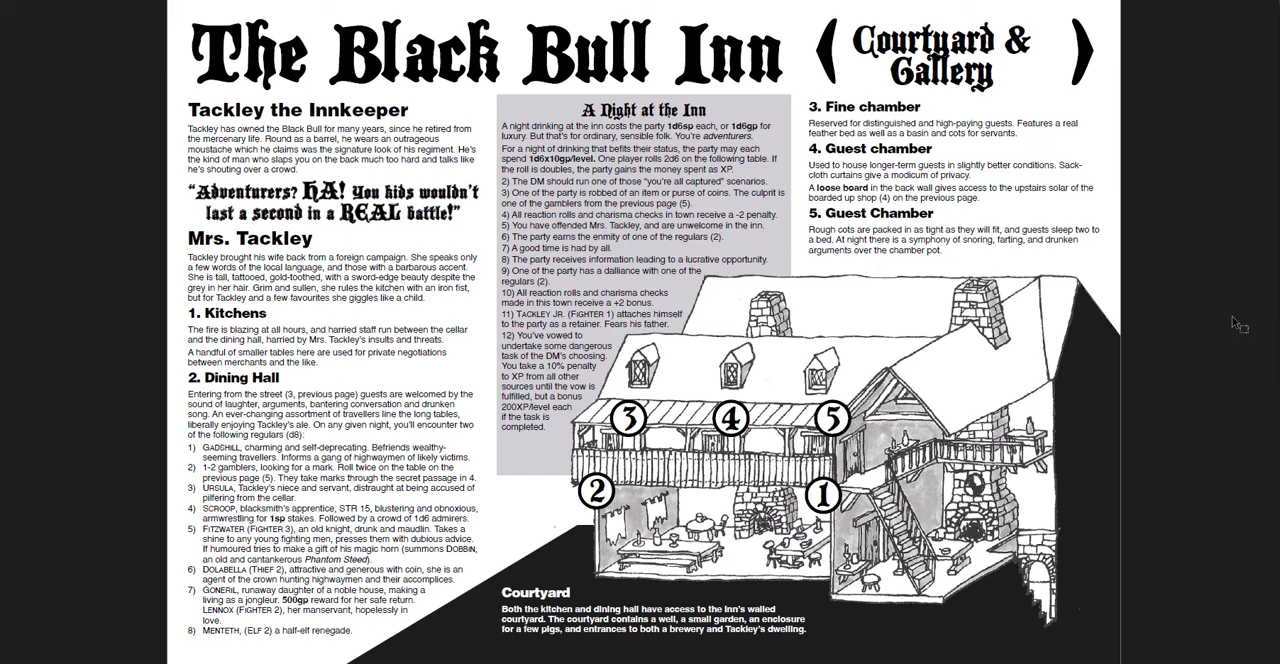 The Black Bull Inn
Courtyard &
Gallery
Tackley the Innkeeper
Tackley has owned the Black Bull for many years, since he retired from
the mercenary life. Round as a barrel, he wears an outrageous
moustache which he claims was the signature look of his regiment. He's
the kind of man who slaps you on the back much too hard and talks like
he's shouting over a crowd.
“Adventurers? HA! You kids wouldn't
last a second in a REAL battle!”
Mrs. Tackley
Tackley brought his wife back from a foreign campaign. She speaks only
a few words of the local language, and those with a barbarous accent.
She is tall, tattooed, gold-toothed, with a sword-edge beauty despite the
grey in her hair. Grim and sullen, she rules the kitchen with an iron fist,
but for Tackley and a few favourites she giggles like a child.
1. Kitchens
The fire is blazing at all hours, and harried staff run between the cellar
and the dining hall, harried by Mrs. Tackley's insults and threats.
A handful of smaller tables here are used for private negotiations
between merchants and the like.
2. Dining Hall
Entering from the street (3, previous page) guests are welcomed by the
sound of laughter, arguments, bantering conversation and drunken
song. An ever-changing assortment of travellers line the long tables,
liberally enjoying Tackley's ale. On any given night, you'll encounter two
of the following regulars (d8):
1) GADSHILL, charming and self-deprecating. Befriends wealthy-
seeming travellers. Informs a gang of highwaymen of likely victims.
2) 1-2 gamblers, looking for a mark. Roll twice on the table on the
previous page (5). They take marks through the secret passage in 4.
3) URSULA, Tackley's niece and servant, distraught at being accused of
pilfering from the cellar.
4) SCROOP, blacksmith's apprentice, STR 15, blustering and obnoxious,
armwrestling for 1sp stakes. Followed by a crowd of 1d6 admirers.
5) FITZWATER (FIGHTER 3), an old knight, drunk and maudlin. Takes a
shine to any young fighting men, presses them with dubious advice.
If humoured tries to make a gift of his magic horn (summons DOBBIN,
an old and cantankerous Phantom Steed).
6) DOLABELLA (THIEF 2), attractive and generous with coin, she is an
agent of the crown hunting highwaymen and their accomplices.
7) GONERIL, runaway daughter of a noble house, making a
living as a jongleur. 500gp reward for her safe return.
LENNOX (FIGHTER 2), her manservant, hopelessly in
love.
8) MENTETH, (ELF 2) a half-elf renegade.
A Night at the Inn
A night drinking at the inn costs the party 1d6sp each, or 1d6gp for
luxury. But that's for ordinary, sensible folk. You're adventurers.
For a night of drinking that befits their status, the party may each
spend 1d6x10gp/level. One player rolls 2d6 on the following table. If
the roll is doubles, the party gains the money spent as XP.
2) The DM should run one of those “you're all captured” scenarios.
3) One of the party is robbed of an item or purse of coins. The culprit is
one of the gamblers from the previous page (5).
4) All reaction rolls and charisma checks in town receive a -2 penalty.
5) You have offended Mrs. Tackley, and are unwelcome in the inn.
6) The party earns the enmity of one of the regulars (2).
7) A good time is had by all.
8) The party receives information leading to a lucrative opportunity.
9) One of the party has a dalliance with one of the
regulars (2).
10) All reaction rolls and charisma checks
made in this town receive a +2 bonus.
11) TACKLEY JR. (FIGHTER 1) attaches himself
to the party as a retainer. Fears his father.
12) You've vowed to
undertake some dangerous
task of the DM's choosing.
You take a 10% penalty
to XP from all other
sources until the vow is
fulfilled, but a bonus
200XP/level each
if the task is
completed.
3. Fine chamber
Reserved for distinguished and high-paying guests. Features a real
feather bed as well as a basin and cots for servants.
4. Guest chamber
Used to house longer-term guests in slightly better conditions. Sack-
cloth curtains give a modicum of privacy.
A loose board in the back wall gives access to the upstairs solar of the
boarded up shop (4) on the previous page.
5. Guest Chamber
Rough cots are packed in as tight as they will fit, and guests sleep two to
a bed. At night there is a symphony of snoring, farting, and drunken
arguments over the chamber pot.
3
4
5
2
1
Courtyard
Both the kitchen and dining hall have access to the Inn's walled
courtyard. The courtyard contains a well, a small garden, an enclosure
for a few pigs, and entrances to both a brewery and Tackley's dwelling.